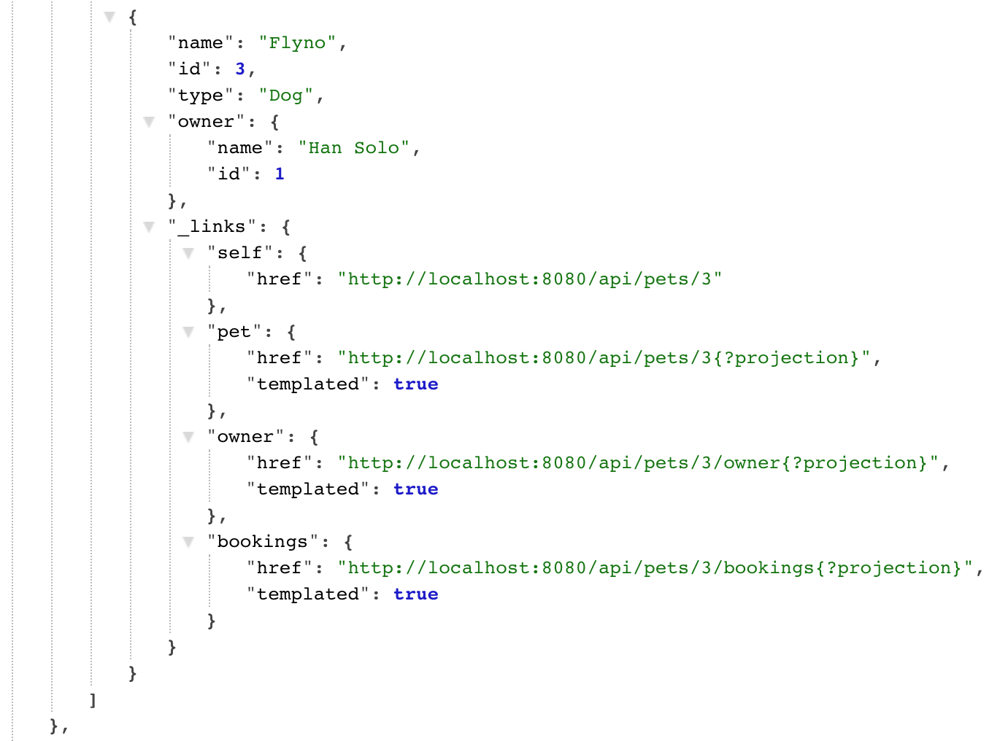 {
"name": "Flyno",
"id": 3,
"type": "Dog",
"owner": {
"name": "Han Solo",
"id": 1
},
"_links": {
"self": {
"href": "http://localhost:8080/api/pets/3"
},
"pet": {
"href": "http://localhost:8080/api/pets/3{?projection}",
"templated": true
},
"owner": {
"href": "http://localhost:8080/api/pets/3/owner{?projection}",
"templated": true
},
"bookings": {
"href": "http://localhost:8080/api/pets/3/bookings{?projection}",
"templated": true
}
}
}
]
},